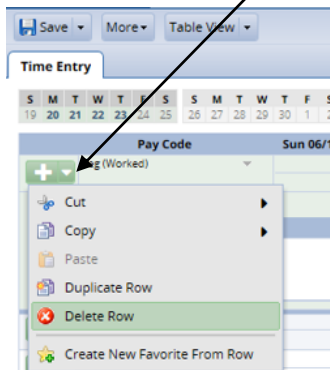 Save More Table View
Time Entry
S M T W T F S S M T W T F S
19 20 21 22 23 24 25 26 27 28 29 30 1 2
Pay Code Sun 06/1
(Worked)
Cut
Copy
Paste
Duplicate Row
Delete Row
Create New Favorite From Row